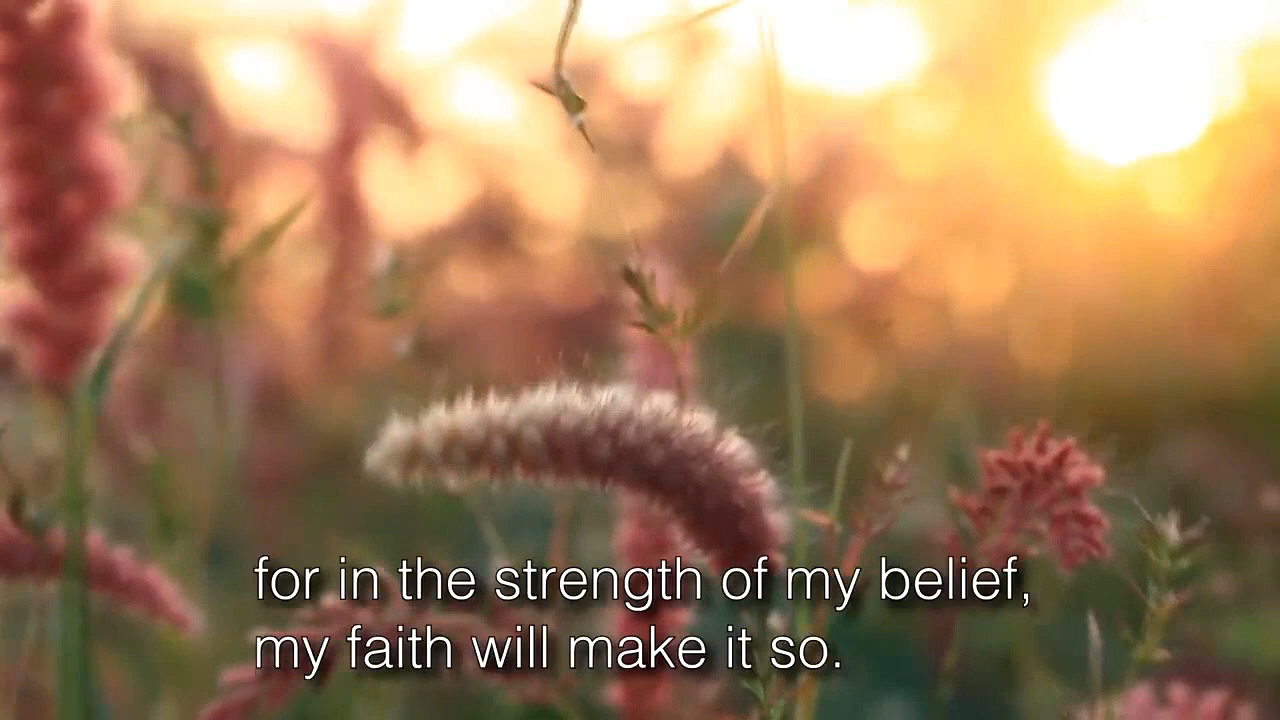 for in the strength of my belief,
my faith will make it so.